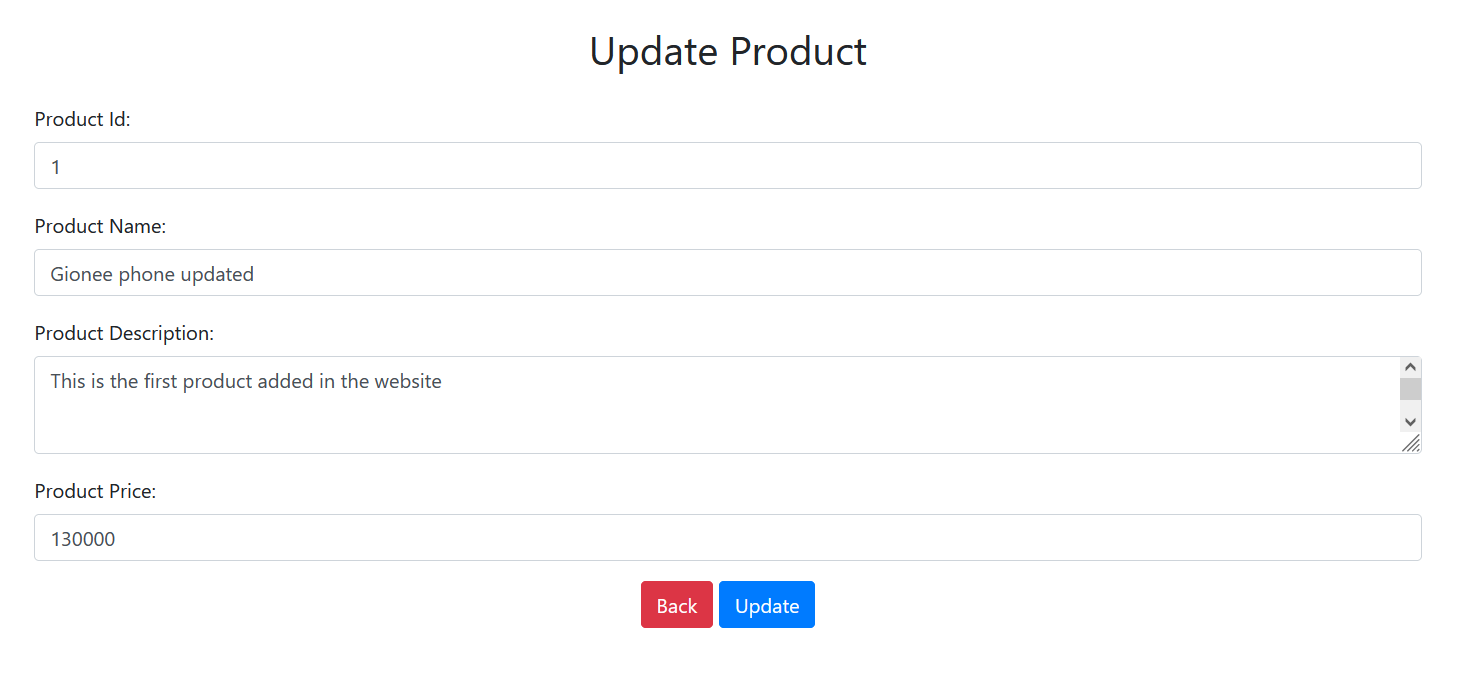 Update Product
Product Id:
1
Product Name:
Gionee phone updated
Product Description:
This is the first product added in the website
Product Price:
130000
Back Update